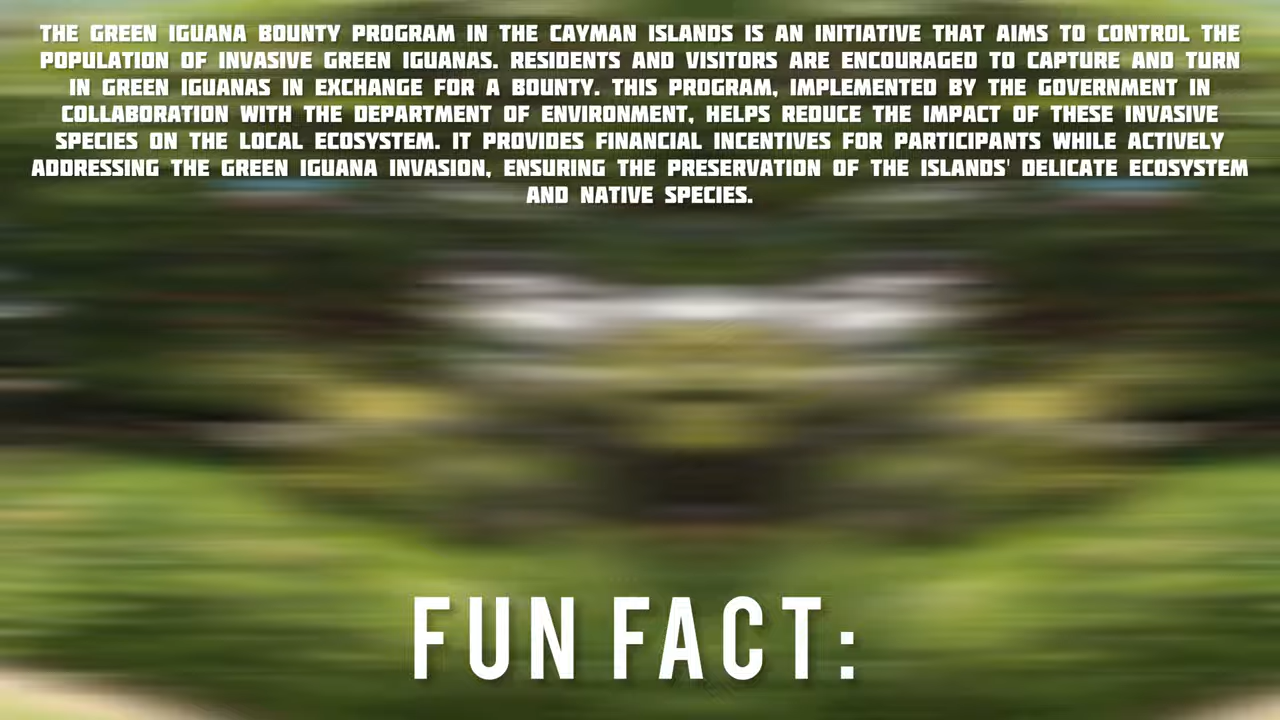 THE GREEN IGUANA BOUNTY PROGRAM IN THE CAYMAN ISLANDS IS AN INITIATIVE THAT AIMS TO CONTROL THE
POPULATION OF INVASIVE GREEN IGUANAS. RESIDENTS AND VISITORS ARE ENCOURAGED TO CAPTURE AND TURN
IN GREEN IGUANAS IN EXCHANGE FOR A BOUNTY. THIS PROGRAM, IMPLEMENTED BY THE GOVERNMENT IN
COLLABORATION WITH THE DEPARTMENT OF ENVIRONMENT, HELPS REDUCE THE IMPACT OF THESE INVASIVE
SPECIES ON THE LOCAL ECOSYSTEM. IT PROVIDES FINANCIAL INCENTIVES FOR PARTICIPANTS WHILE ACTIVELY
ADDRESSING THE GREEN IGUANA INVASION, ENSURING THE PRESERVATION OF THE ISLANDS' DELICATE ECOSYSTEM
AND NATIVE SPECIES.
FUN FACT: